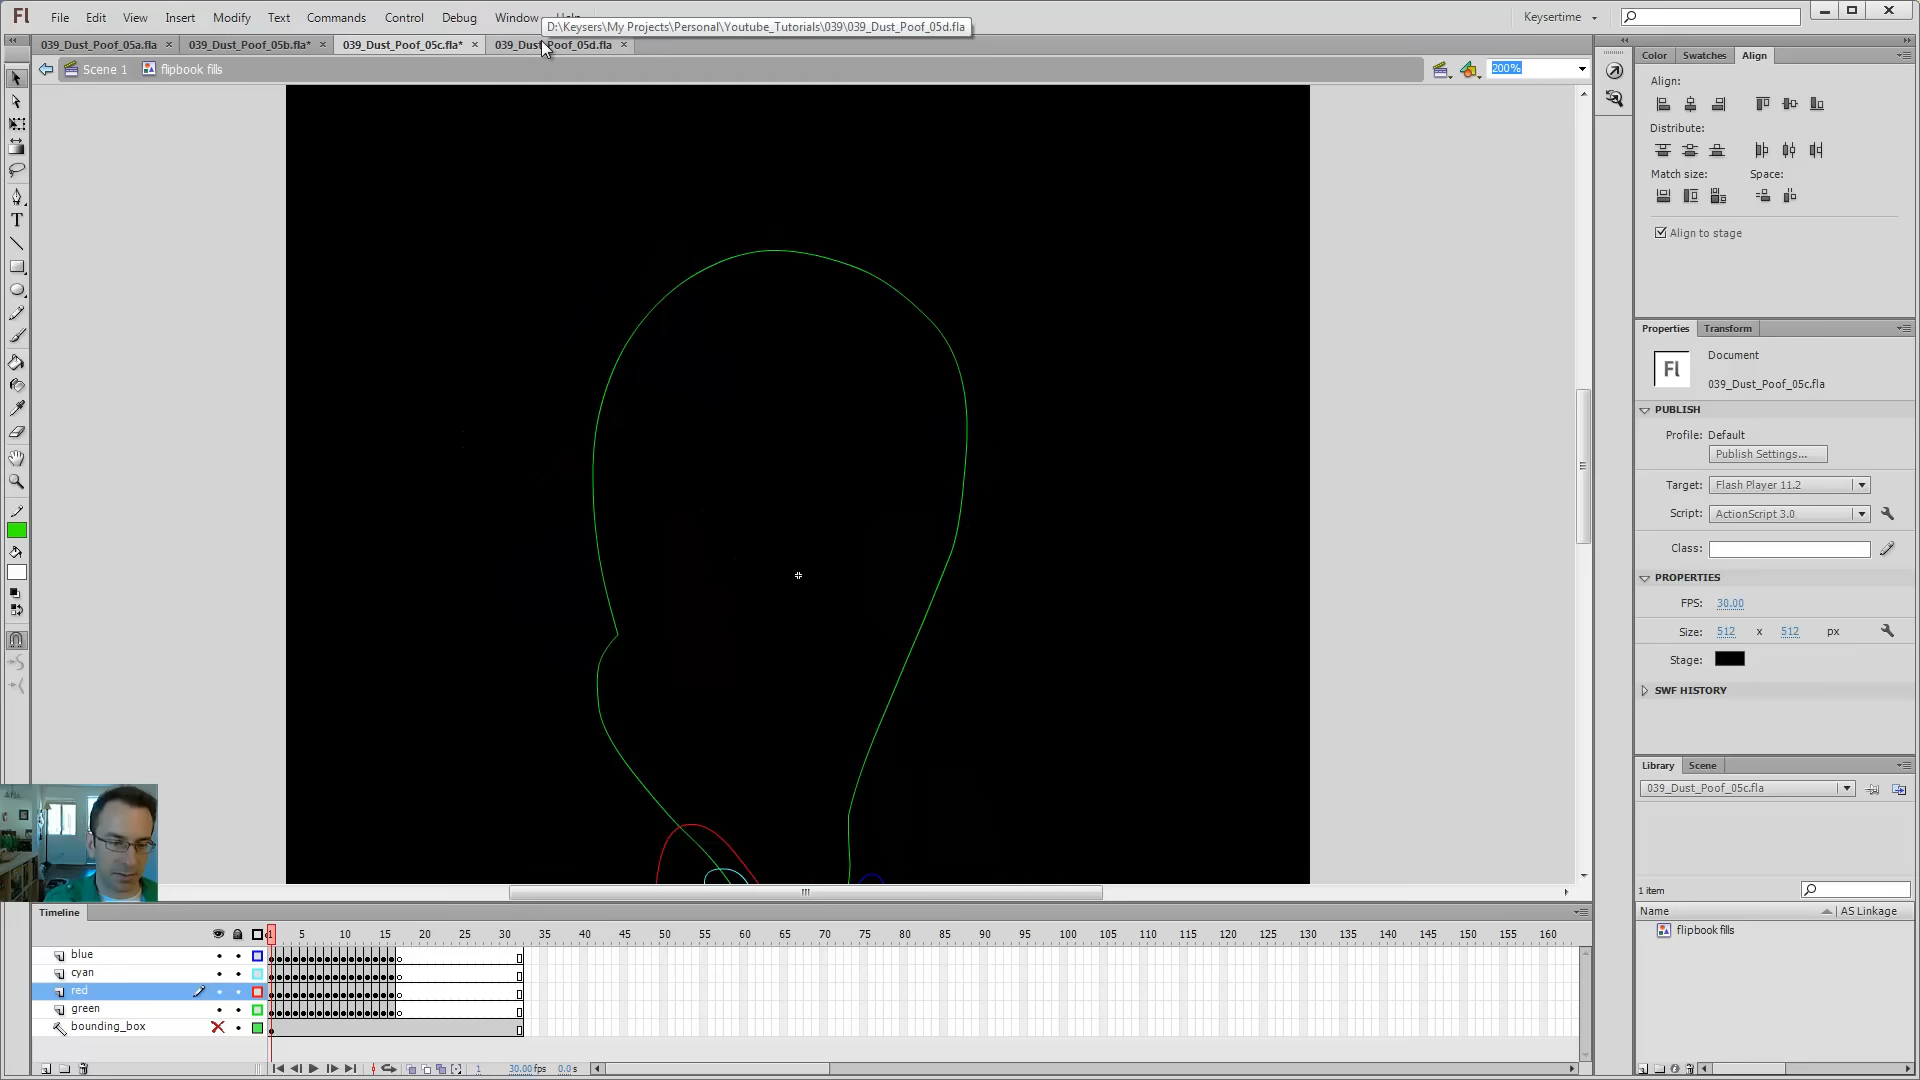 Fl File Edit View Insert Modify Text Commands Control Debug Window Keysertime
D:\Keysers\My Projects\Personal\Youtube_Tutorials\039\039_Dust_Poof_05d.fla
039_Dust_Poof_05a.fla × 039_Dust_Poof_05b.fla* × 039_Dust_Poof_05c.fla* × 039_Dust_Poof_05d.fla ×
Scene 1 flipbook fills 200%
Color Swatches Align
Align:
Distribute:
Match size: Space:
Align to stage
Properties Transform
Document
Fl
039_Dust_Poof_05c.fla
PUBLISH
Profile: Default
Publish Settings...
Target: Flash Player 11.2
Script: ActionScript 3.0
Class:
PROPERTIES
FPS: 30.00
Size: 512 x 512 px
Stage:
SWF HISTORY
Library Scene
039_Dust_Poof_05c.fla
1 item
Name AS Linkage
flipbook fills
Timeline
1 5 10 15 20 25 30 35 40 45 50 55 60 65 70 75 80 85 90 95 100 105 110 115 120 125 130 135 140 145 150 155 160
blue
cyan
red
green
bounding_box
1 30.00 fps 0.0 s